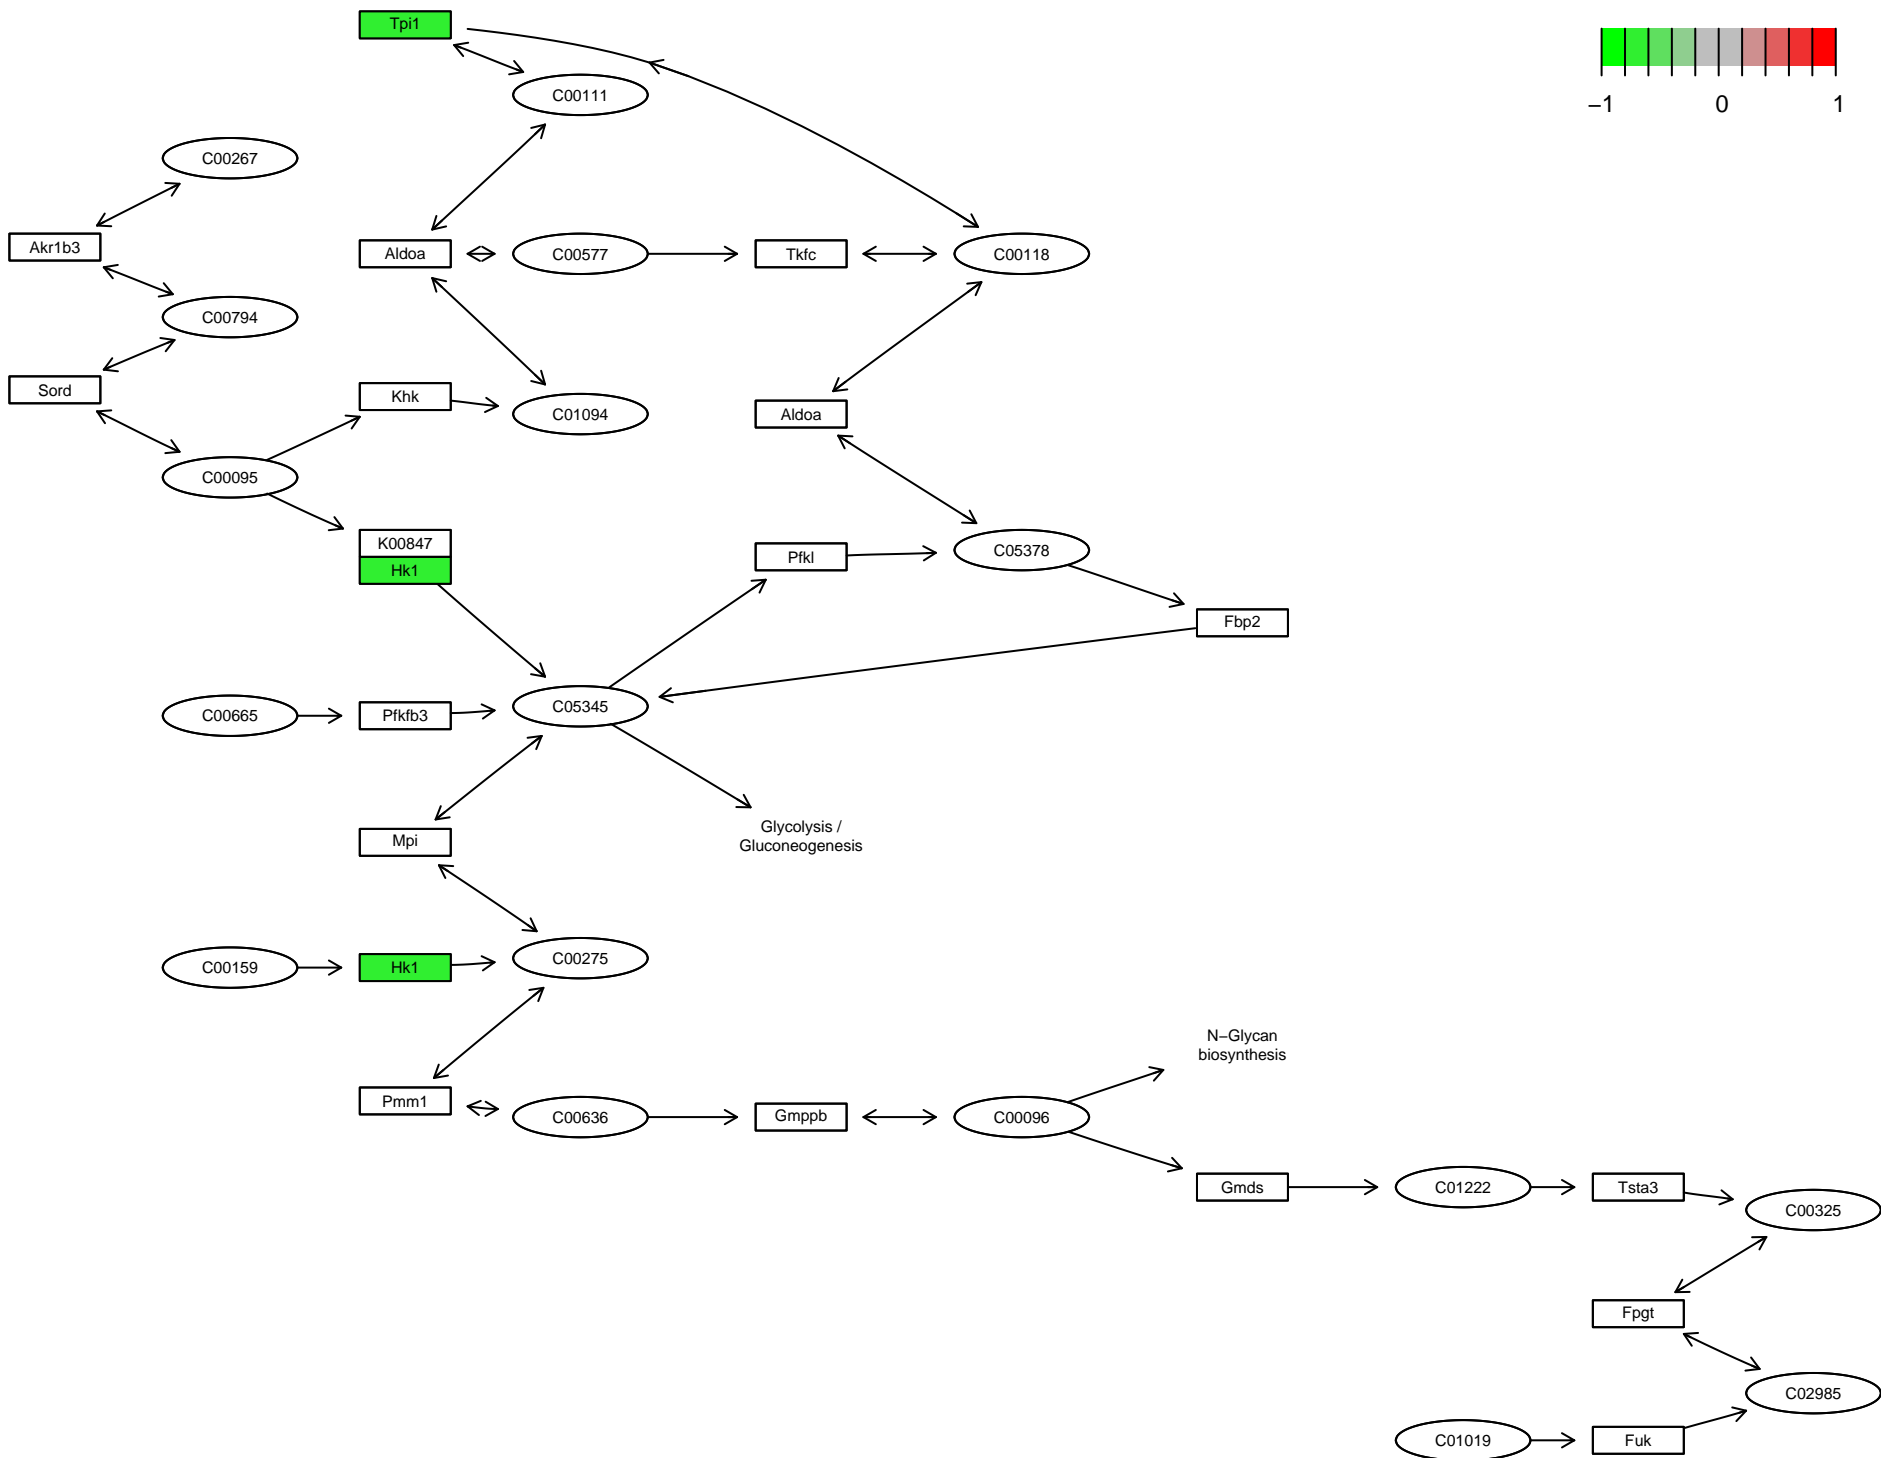 Tpi1
C00111
−1
0
1
C00267
Akr1b3
Aldoa
C00577
Tkfc
C00118
C00794
Sord
Khk
C01094
Aldoa
C00095
K00847
Hk1
Pfkl
C05378
Fbp2
C00665
Pfkfb3
C05345
Mpi
Glycolysis /
Gluconeogenesis
C00159
Hk1
C00275
N−Glycan
biosynthesis
Pmm1
C00636
Gmppb
C00096
Gmds
C01222
Tsta3
C00325
Fpgt
C02985
C01019
Fuk